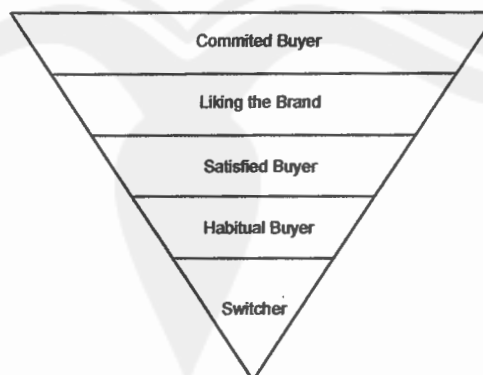 Commited Buyer
Liking the Brand
Satisfied Buyer
Habitual Buyer
Switcher